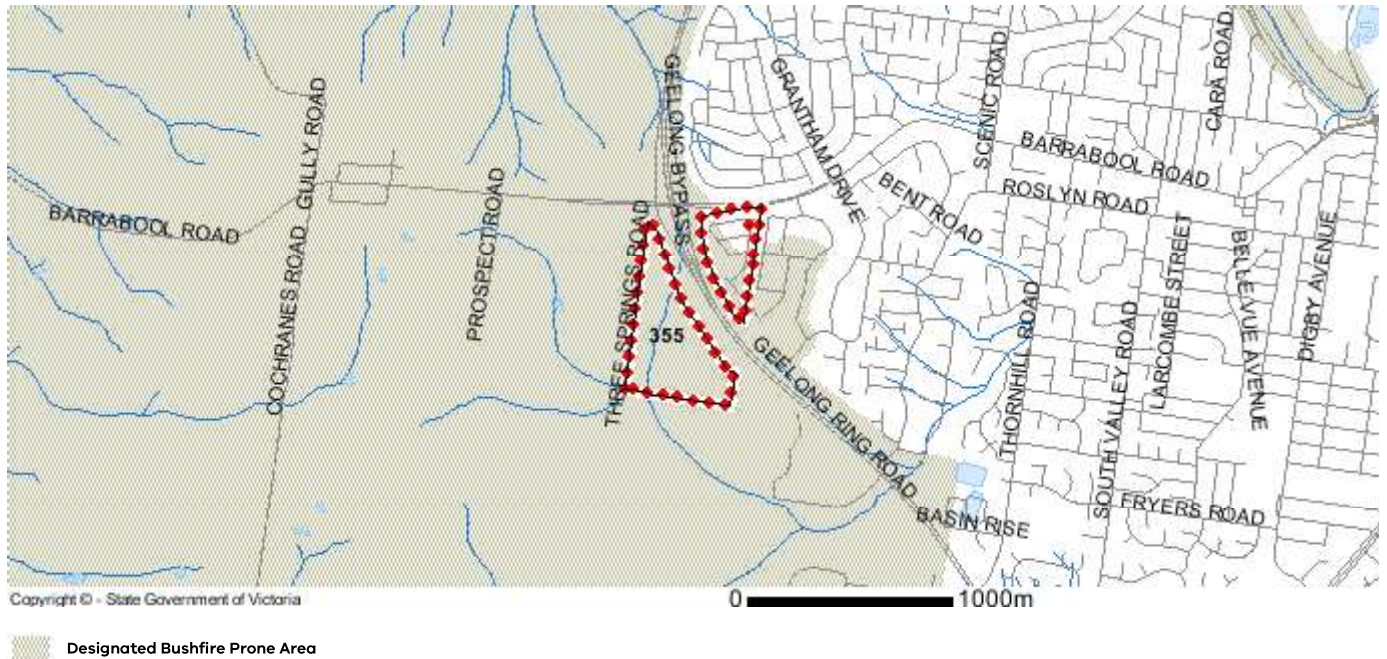 GEELONG BYPASS
GRANTHAM DRIVE
SCENIC ROAD
CARA ROAD
GULLY ROAD
BARRABOOL ROAD
PROSPECT ROAD
BENT ROAD
ROSLYN ROAD
BARRABOOL ROAD
COCHRANES ROAD
THREE SPRINGS ROAD
355
LARCOMBE STREET
BELLEVUE AVENUE
DIGBY AVENUE
THORNHILL ROAD
SOUTH VALLEY ROAD
GEELONG RING ROAD
BASIN RISE
FRYERS ROAD
Copyright © - State Government of Victoria
0 1000m
Designated Bushfire Prone Area